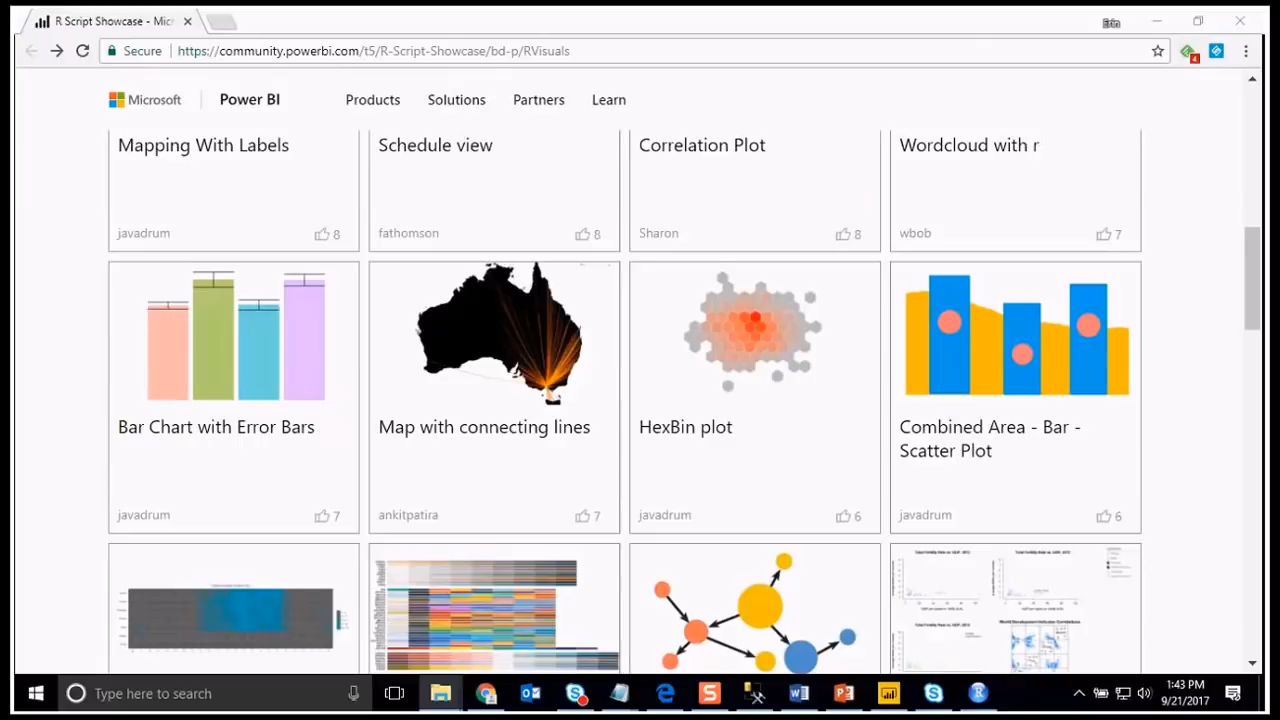 R Script Showcase - Mic
Erin
Secure
https://community.powerbi.com/t5/R-Script-Showcase/bd-p/RVisuals
4
Microsoft
Power BI
Products
Solutions
Partners
Learn
Mapping With Labels
Schedule view
Correlation Plot
Wordcloud with r
javadrum
8
fathomson
8
Sharon
8
wbob
7
Bar Chart with Error Bars
Map with connecting lines
HexBin plot
Combined Area - Bar -
Scatter Plot
javadrum
7
ankitpatira
7
javadrum
6
javadrum
6
Type here to search
1:43 PM
9/21/2017